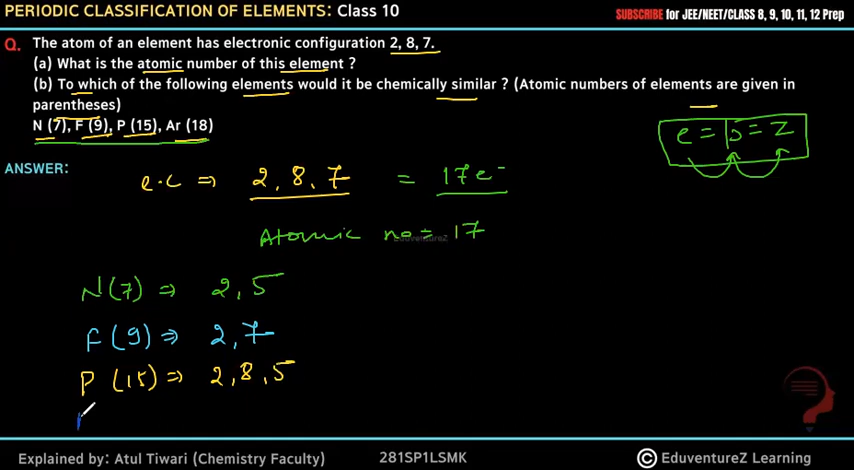 PERIODIC CLASSIFICATION OF ELEMENTS: Class 10
SUBSCRIBE for JEE/NEET/CLASS 8, 9, 10, 11, 12 Prep
Q. The atom of an element has electronic configuration 2, 8, 7.
(a) What is the atomic number of this element ?
(b) To which of the following elements would it be chemically similar ? (Atomic numbers of elements are given in
parentheses)
N (7), F (9), P (15), Ar (18)
e = p = Z
ANSWER:
e.c ⇒ 2, 8, 7 = 17e⁻
Atomic no = 17
EduventureZ
N(7) ⇒ 2, 5
F(9) ⇒ 2, 7
P (15) ⇒ 2, 8, 5
Explained by: Atul Tiwari (Chemistry Faculty)
281SP1LSMK
© EduventureZ Learning